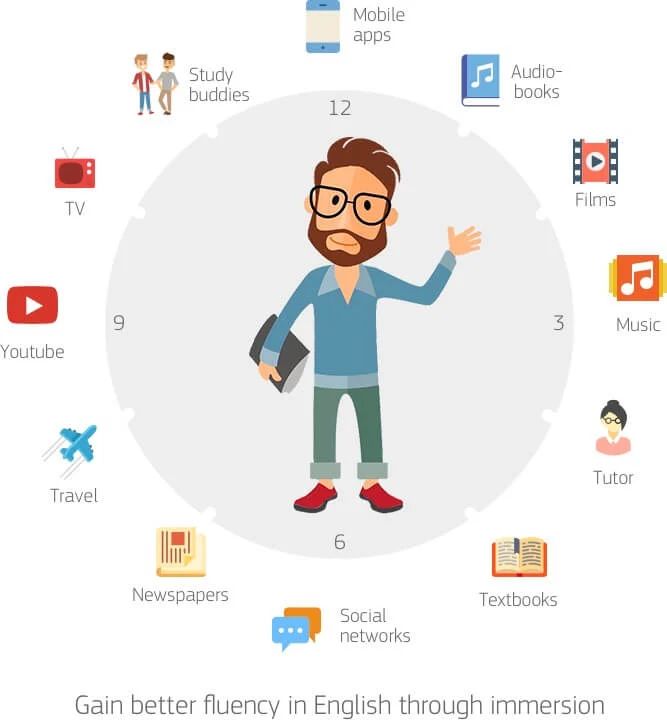 Mobile
apps
Study
buddies
Audio-
books
12
TV
Films
Youtube
9
3
Music
Travel
Tutor
6
Newspapers
Textbooks
Social
networks
Gain better fluency in English through immersion